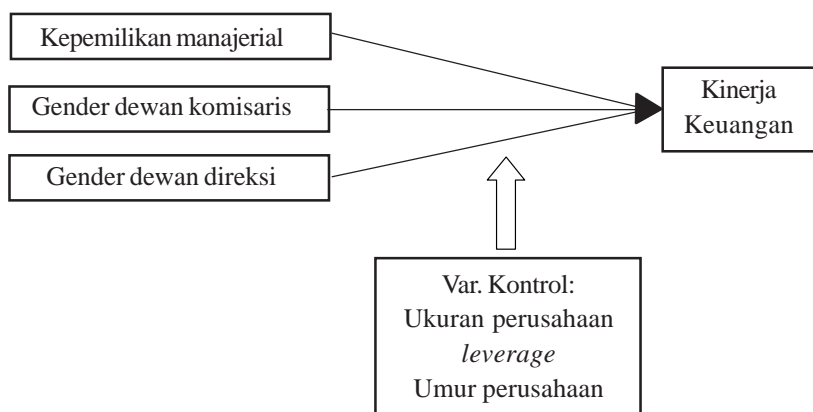 Kepemilikan manajerial
Gender dewan komisaris
Gender dewan direksi
Kinerja
Keuangan
Var. Kontrol:
Ukuran perusahaan
leverage
Umur perusahaan